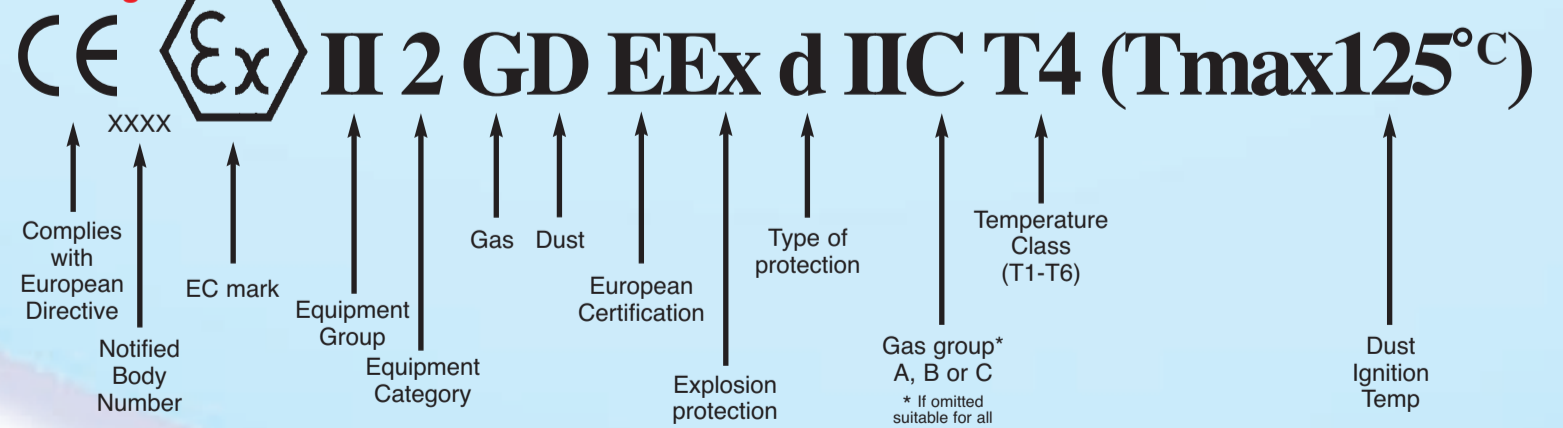 CE Ex II 2 GD EEx d IIC T4 (Tmax125°C)
XXXX
Complies
with
European
Directive
Notified
Body
Number
EC mark
Equipment
Group
Equipment
Category
Gas
Dust
European
Certification
Explosion
protection
Type of
protection
Gas group*
A, B or C
* If omitted
suitable for all
Temperature
Class
(T1-T6)
Dust
Ignition
Temp